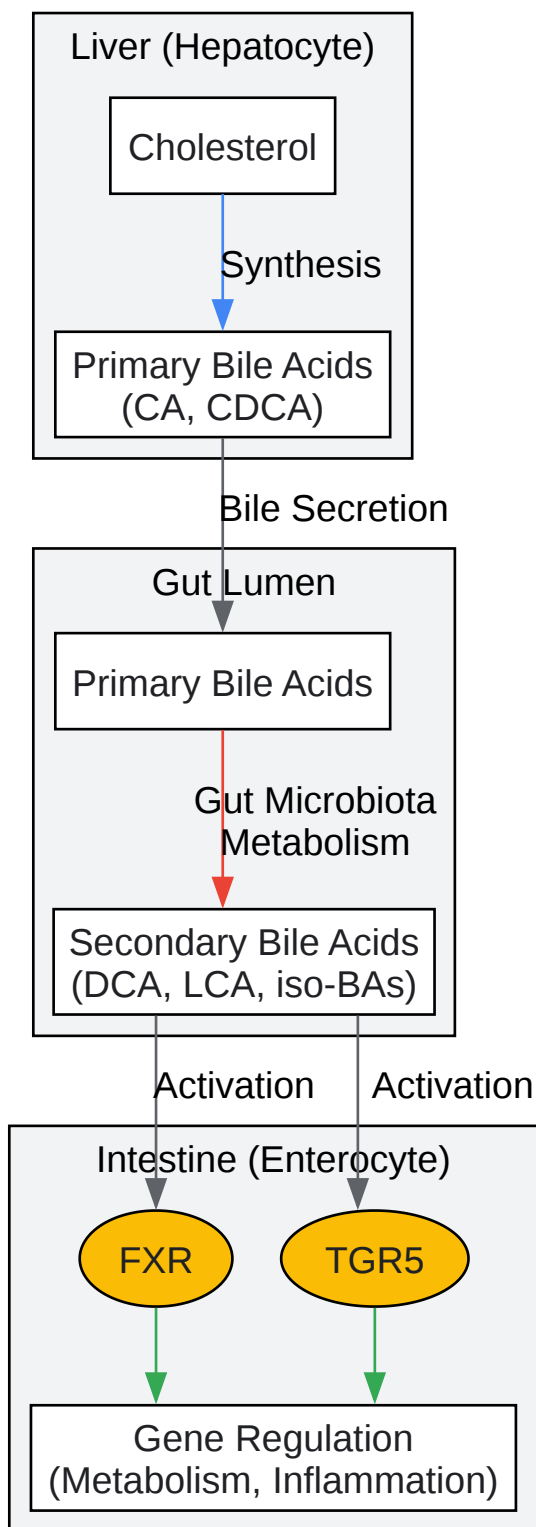 Liver (Hepatocyte)
Cholesterol
Synthesis
Primary Bile Acids
(CA, CDCA)
Bile Secretion
Gut Lumen
Primary Bile Acids
Gut Microbiota
Metabolism
Secondary Bile Acids
(DCA, LCA, iso-BAs)
Activation
Activation
Intestine (Enterocyte)
FXR
TGR5
Gene Regulation
(Metabolism, Inflammation)